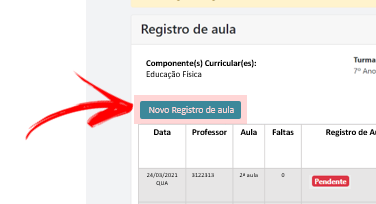 Registro de aula
Componente(s) Curricular(es):
Turma
Educação Física
7º Ano
Novo Registro de aula
Data Professor Aula Faltas Registro de Au
24/03/2021 3122313 2ª aula 0 Pendente
QUA